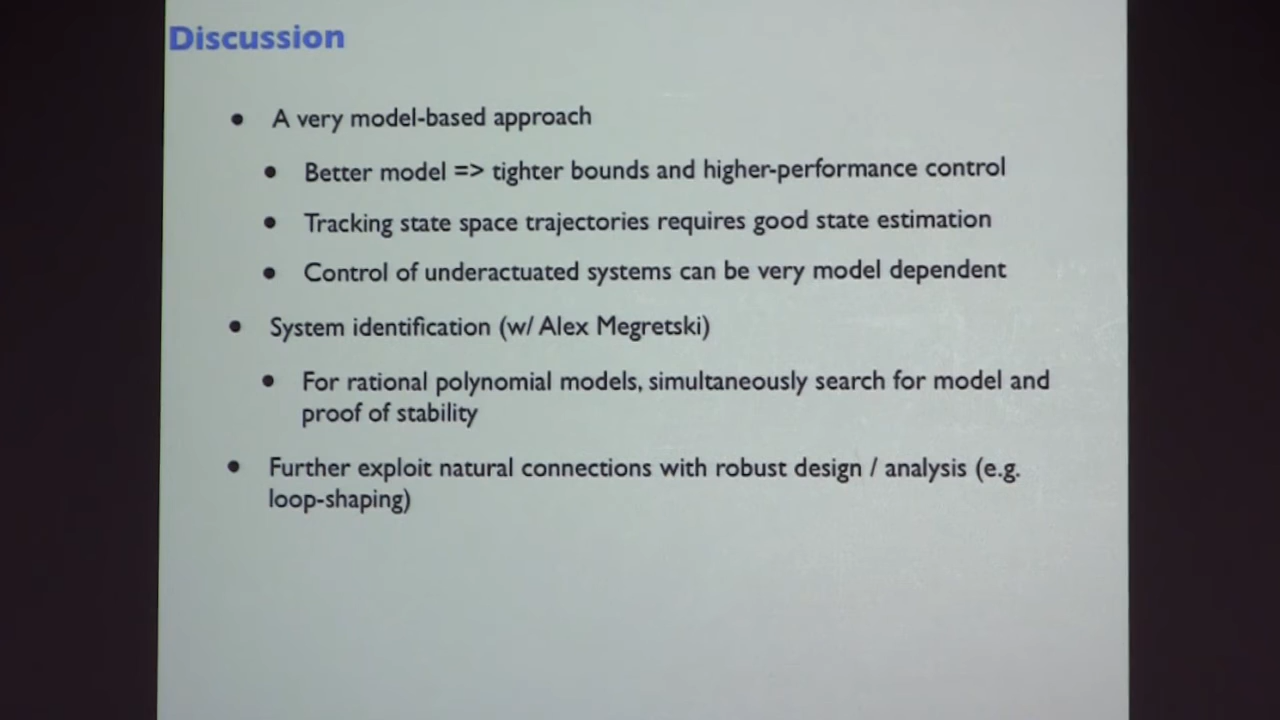 Discussion
• A very model-based approach
• Better model => tighter bounds and higher-performance control
• Tracking state space trajectories requires good state estimation
• Control of underactuated systems can be very model dependent
• System identification (w/ Alex Megretski)
• For rational polynomial models, simultaneously search for model and
proof of stability
• Further exploit natural connections with robust design / analysis (e.g.
loop-shaping)